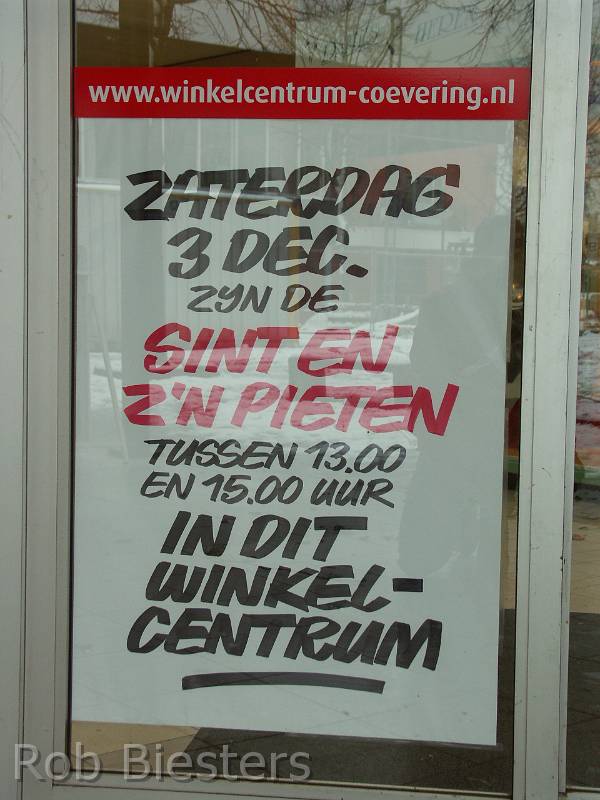 www.winkelcentrum-coevering.nl
ZATERDAG
3 DEC.
ZYN DE
SINT EN
Z'N PIETEN
TUSSEN 13.00
EN 15.00 UUR
IN DIT
WINKEL-
CENTRUM
Rob Biesters